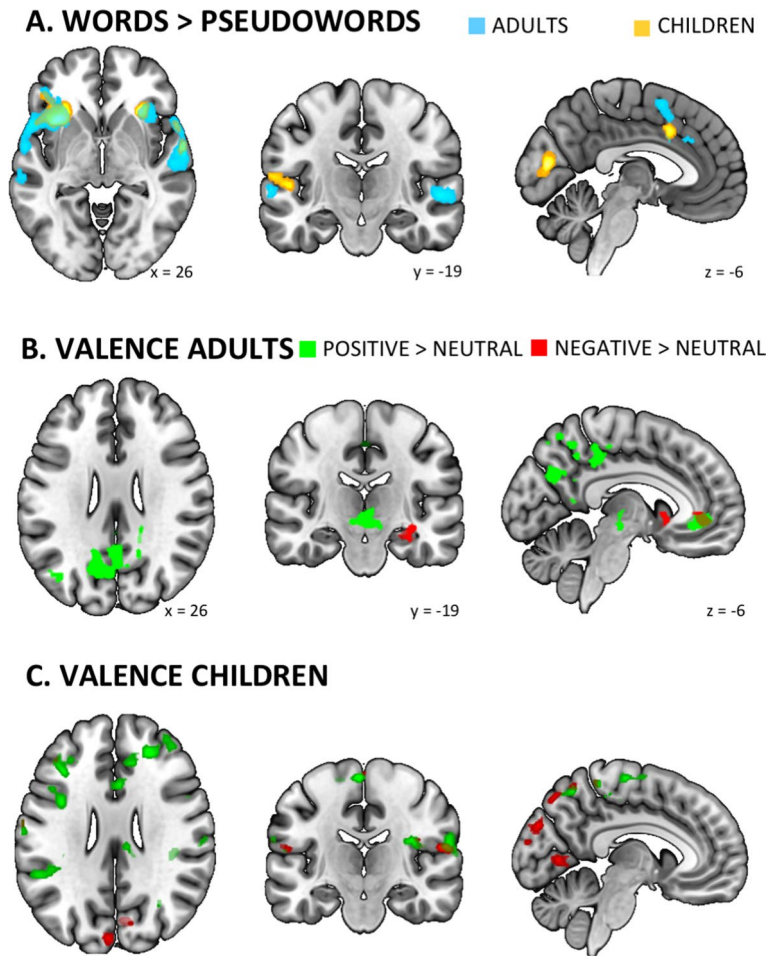 A. WORDS > PSEUDOWORDS ADULTS CHILDREN
x = 26 y = -19 z = -6
B. VALENCE ADULTS POSITIVE > NEUTRAL NEGATIVE > NEUTRAL
x = 26 y = -19 z = -6
C. VALENCE CHILDREN